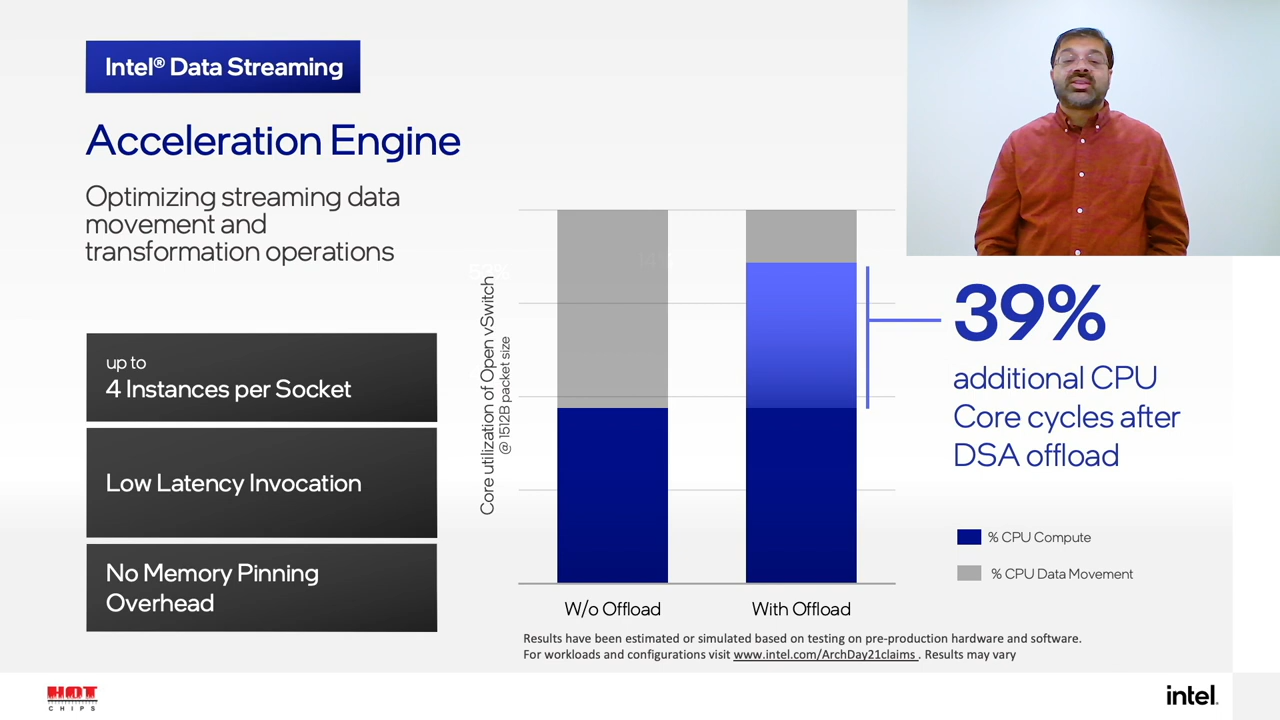 Intel® Data Streaming
Acceleration Engine
Optimizing streaming data
movement and
transformation operations
up to
4 Instances per Socket
Low Latency Invocation
No Memory Pinning
Overhead
Core utilization of Open vSwitch
@ 1512B packet size
W/o Offload
With Offload
39%
additional CPU
Core cycles after
DSA offload
% CPU Compute
% CPU Data Movement
Results have been estimated or simulated based on testing on pre-production hardware and software.
For workloads and configurations visit www.intel.com/ArchDay21claims . Results may vary
HOT
CHIPS
intel.